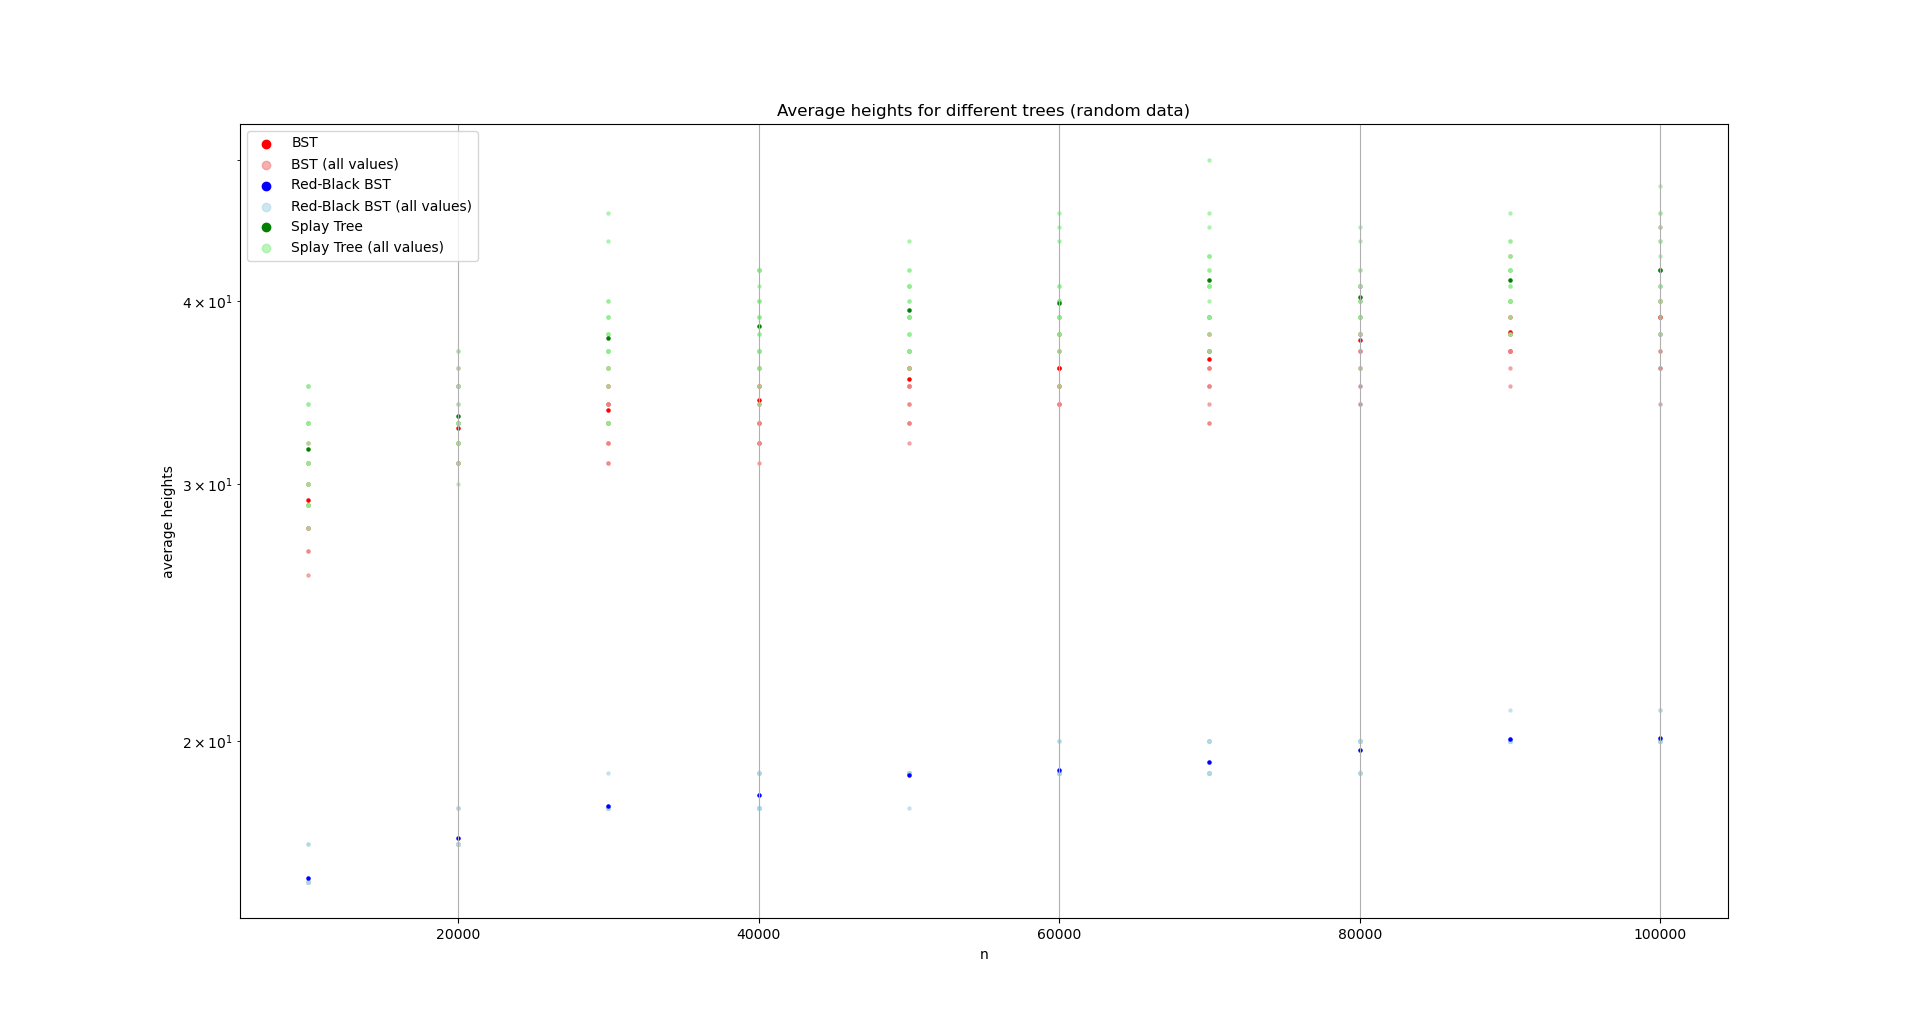 Average heights for different trees (random data)
BST
BST (all values)
Red-Black BST
Red-Black BST (all values)
Splay Tree
Splay Tree (all values)
4 × 10¹
3 × 10¹
2 × 10¹
average heights
20000 40000 60000 80000 100000
n